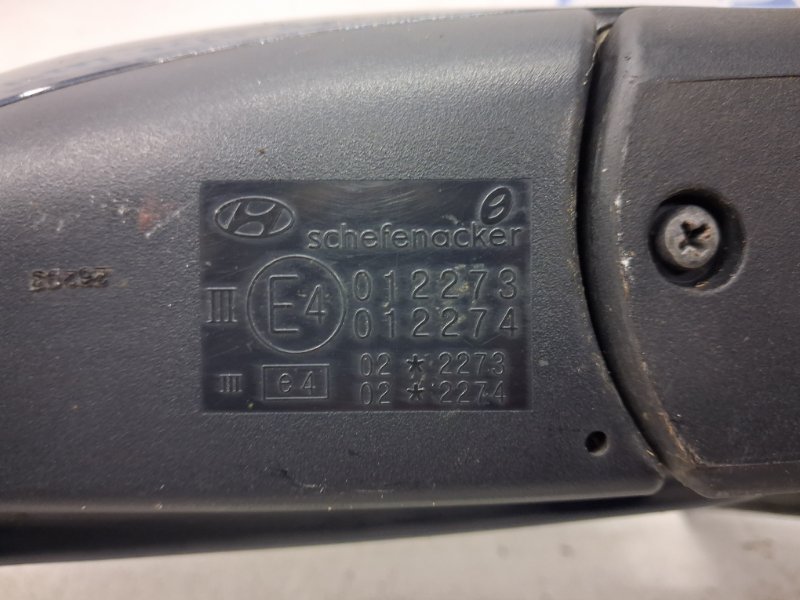 schefenacker
III E4 012273
012274
III e4 02 * 2273
02 * 2274